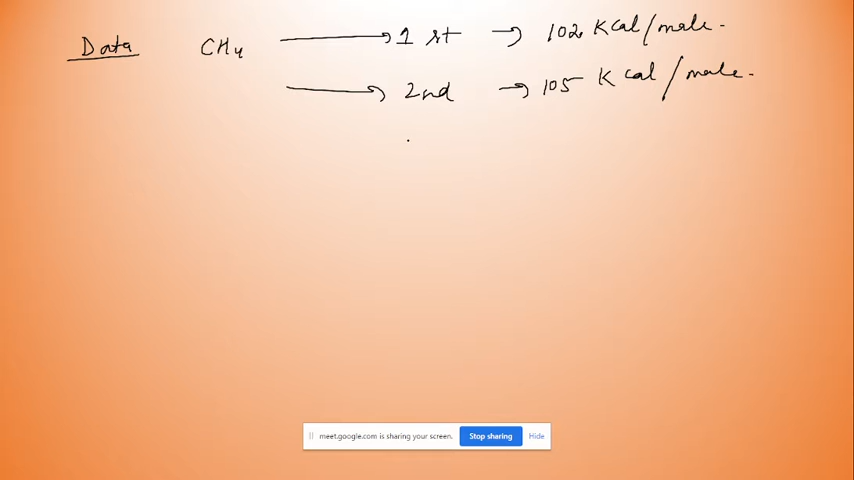 Data CH4 → 1 st → 102 Kcal/mole.
→ 2nd → 105 Kcal/mole.
meet.google.com is sharing your screen. Stop sharing Hide